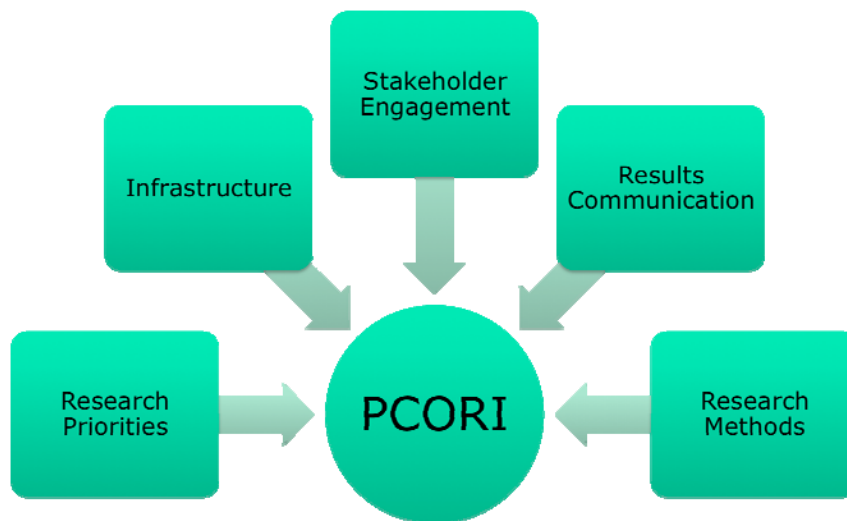 Stakeholder
Engagement
Infrastructure
Results
Communication
Research
Priorities
PCORI
Research
Methods